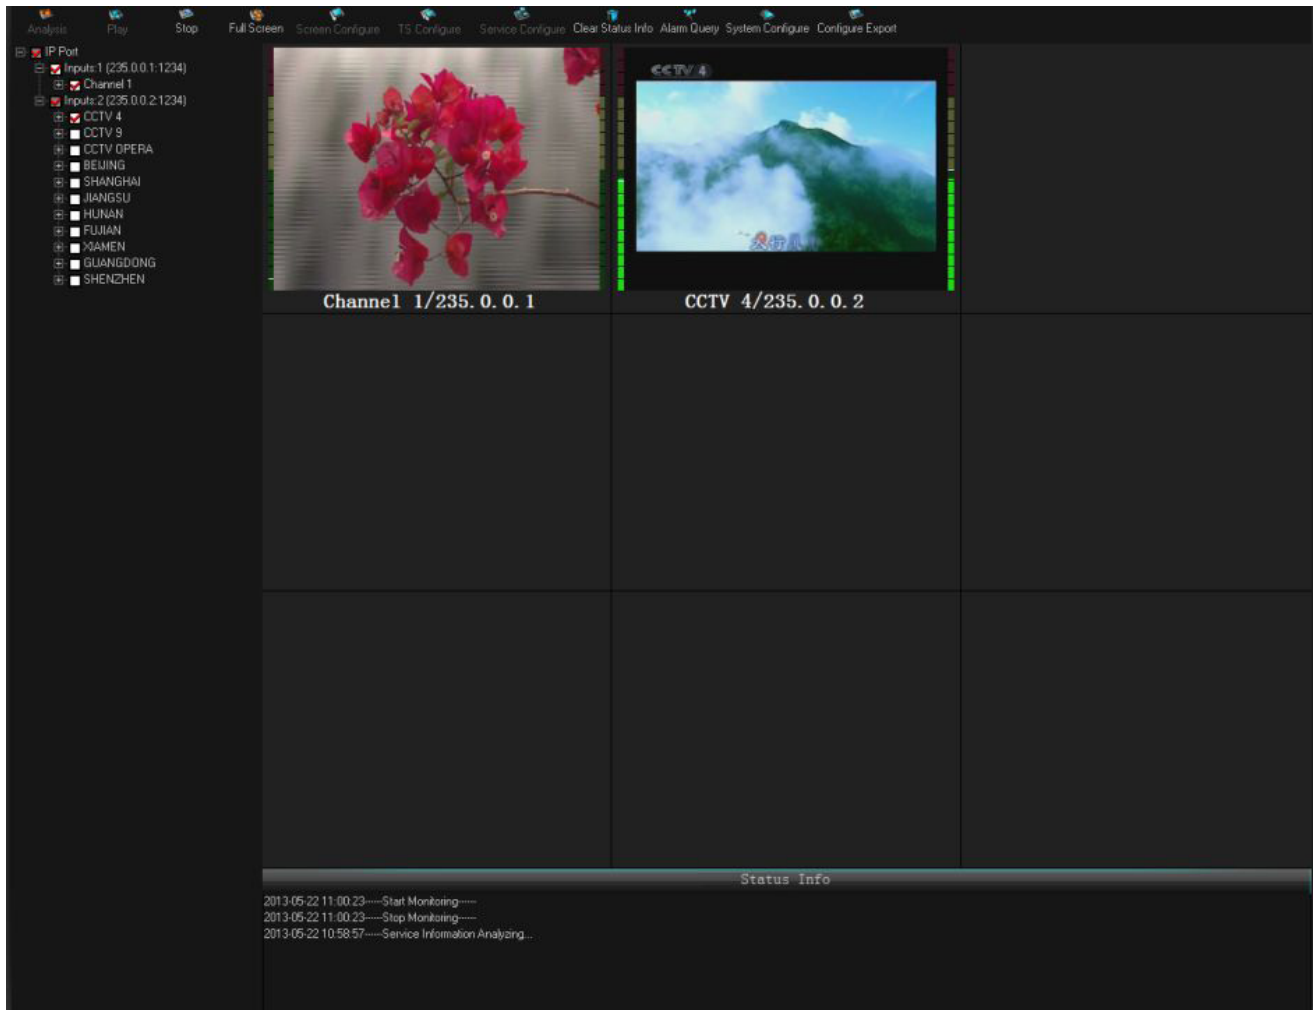 Analysis Play Stop Full Screen Screen Configure TS Configure Service Configure Clear Status Info Alarm Query System Configure Configure Export
IP Port
Inputs:1 (235.0.0.1:1234)
Channel 1
Inputs:2 (235.0.0.2:1234)
CCTV 4
CCTV 9
CCTV OPERA
BEIJING
SHANGHAI
JIANGSU
HUNAN
FUJIAN
XIAMEN
GUANGDONG
SHENZHEN
CCTV 4
Channel 1/235.0.0.1
CCTV 4/235.0.0.2
Status Info
2013-05-22 11:00:23-----Start Monitoring------
2013-05-22 11:00:23-----Stop Monitoring------
2013-05-22 10:58:57-----Service Information Analyzing...